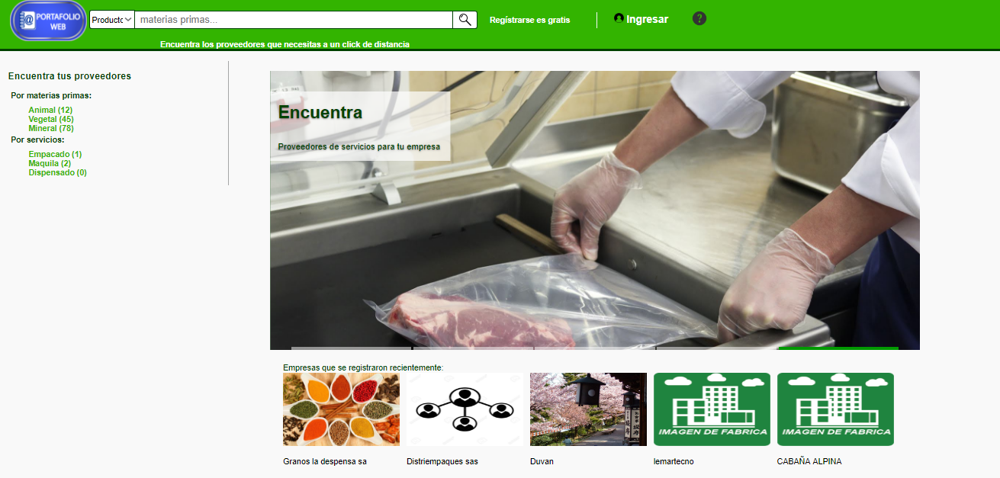 @ PORTAFOLIO
WEB
Producto
materias primas...
Regístrarse es gratis
Ingresar
?
Encuentra los proveedores que necesitas a un click de distancia
Encuentra tus proveedores
Por materias primas:
Animal (12)
Vegetal (45)
Mineral (78)
Por servicios:
Empacado (1)
Maquila (2)
Dispensado (0)
Encuentra
Proveedores de servicios para tu empresa
Empresas que se registraron recientemente:
IMAGEN DE FABRICA
IMAGEN DE FABRICA
Granos la despensa sa
Distriempaques sas
Duvan
lemartecno
CABAÑA ALPINA